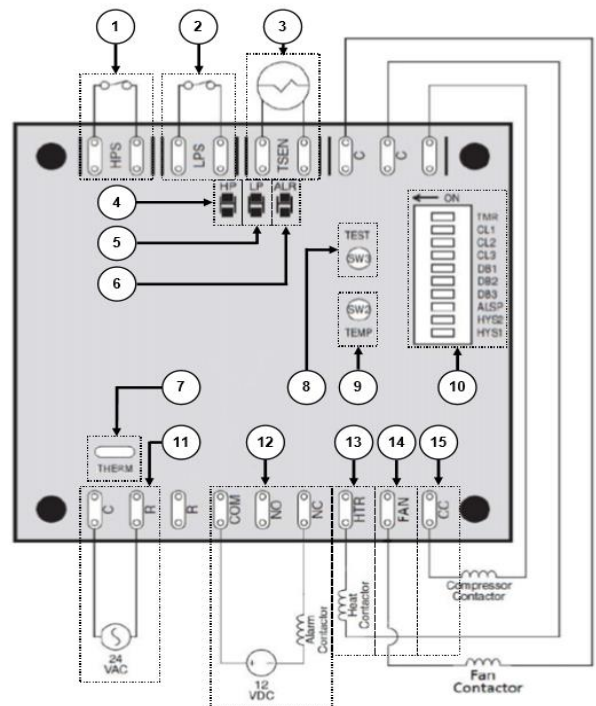 1
2
3
HPS
LPS
TSEN
C
C
HP
LP
ALR
4
5
6
ON
TMR
CL1
CL2
CL3
DB1
DB2
DB3
ALSP
HYS2
HYS1
TEST
SW3
SW2
TEMP
7
8
9
10
THERM
11
12
13
14
15
C
R
R
COM
NO
NC
HTR
FAN
CC
Compressor
Contactor
Heat
Contactor
Alarm
Contactor
24
VAC
12
VDC
Fan
Contactor